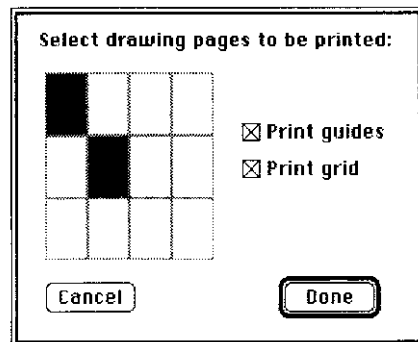 Select drawing pages to be printed:
Print guides
Print grid
Cancel
Done